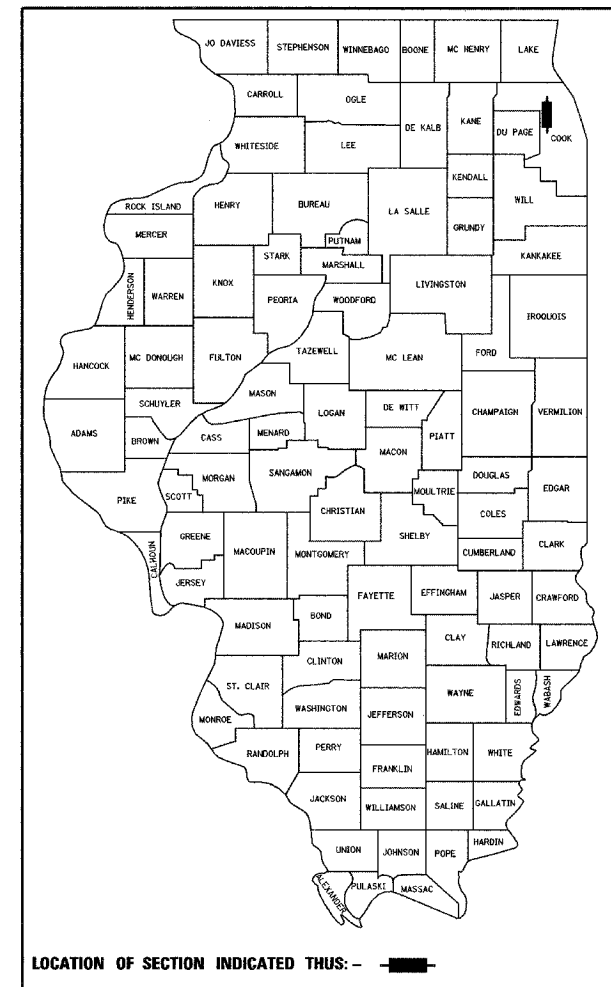 JO DAVIESS STEPHENSON WINNEBAGO BOONE MC HENRY LAKE
CARROLL OGLE DE KALB KANE DU PAGE COOK
WHITESIDE LEE
KENDALL WILL
ROCK ISLAND HENRY BUREAU LA SALLE GRUNDY
MERCER PUTNAM KANKAKEE
STARK MARSHALL
HENDERSON WARREN KNOX PEORIA WOODFORD LIVINGSTON IROQUOIS
HANCOCK MC DONOUGH FULTON TAZEWELL MC LEAN FORD
SCHUYLER MASON LOGAN DE WITT CHAMPAIGN VERMILION
ADAMS BROWN CASS MENARD MACON PIATT
PIKE SCOTT MORGAN SANGAMON MOULTRIE DOUGLAS EDGAR
CHRISTIAN COLES
CALHOUN GREENE MACOUPIN MONTGOMERY SHELBY CUMBERLAND CLARK
JERSEY
FAYETTE EFFINGHAM JASPER CRAWFORD
MADISON BOND CLAY RICHLAND LAWRENCE
CLINTON MARION
ST. CLAIR WASHINGTON JEFFERSON WAYNE EDWARDS WABASH
MONROE
RANDOLPH PERRY FRANKLIN HAMILTON WHITE
JACKSON WILLIAMSON SALINE GALLATIN
UNION JOHNSON POPE HARDIN
ALEXANDER PULASKI MASSAC
LOCATION OF SECTION INDICATED THUS: -